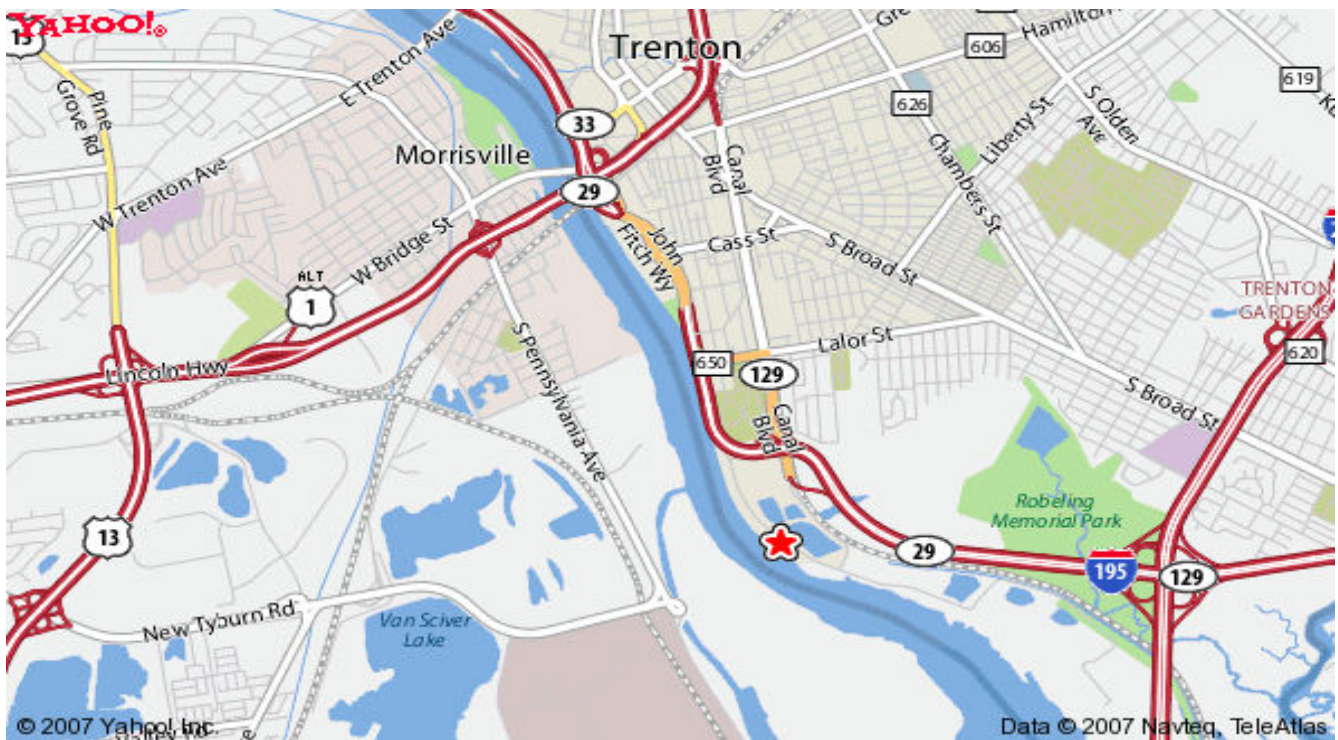 YAHOO!®
13
Pine
Grove Rd
E Trenton Ave
Trenton
606
Hamilton
619
626
33
S Olden
Ave
Liberty St
Chambers St
Morrisville
Canal
Blvd
W Trenton Ave
29
W Bridge St
John
Fitch Wy
Cass St
S Broad St
ALT
1
TRENTON
GARDENS
620
Lalor St
650
129
Lincoln Hwy
S Pennsylvania Ave
Canal
Blvd
S Broad St
13
Robeling
Memorial Park
29
195
129
New Tyburn Rd
Van Sciver
Lake
© 2007 Yahoo! Inc.
Data © 2007 Navteq, TeleAtlas